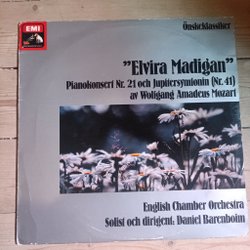 EMI
Önskeklassiker
"Elvira Madigan"
Pianokonsert Nr. 21 och Jupitersymfonin (Nr. 41)
av Wolfgang Amadeus Mozart
English Chamber Orchestra
Solist och dirigent: Daniel Barenboim